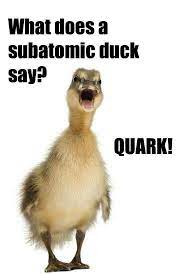 What does a
subatomic duck
say?
QUARK!